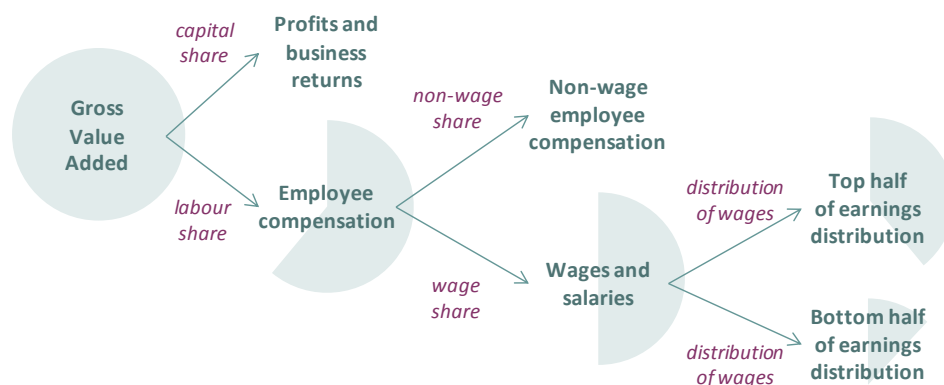 Gross
Value
Added
capital
share
labour
share
Profits and
business
returns
Employee
compensation
non-wage
share
wage
share
Non-wage
employee
compensation
Wages and
salaries
distribution
of wages
distribution
of wages
Top half
of earnings
distribution
Bottom half
of earnings
distribution